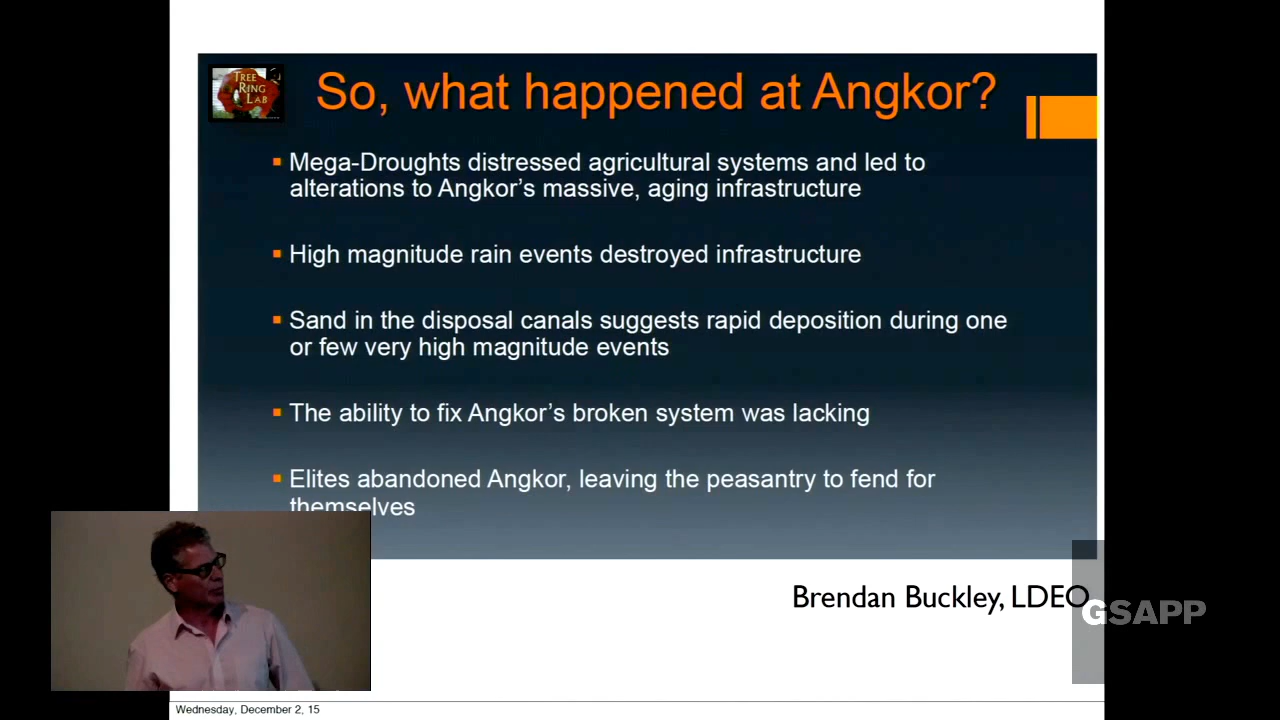 TREE
RING
LAB
So, what happened at Angkor?
▪ Mega-Droughts distressed agricultural systems and led to
alterations to Angkor's massive, aging infrastructure
▪ High magnitude rain events destroyed infrastructure
▪ Sand in the disposal canals suggests rapid deposition during one
or few very high magnitude events
▪ The ability to fix Angkor's broken system was lacking
▪ Elites abandoned Angkor, leaving the peasantry to fend for
themselves
Brendan Buckley, LDEO
GSAPP
Wednesday, December 2, 15